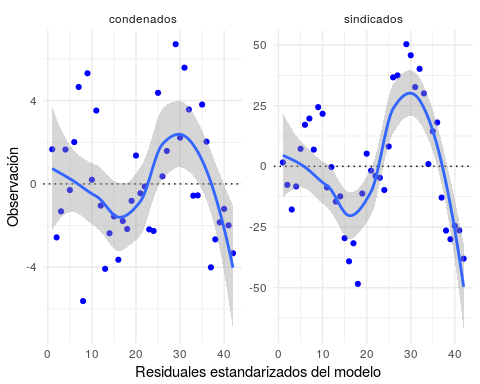 condenados
sindicados
Observación
4
0
-4
50
25
0
-25
-50
0 10 20 30 40
0 10 20 30 40
Residuales estandarizados del modelo